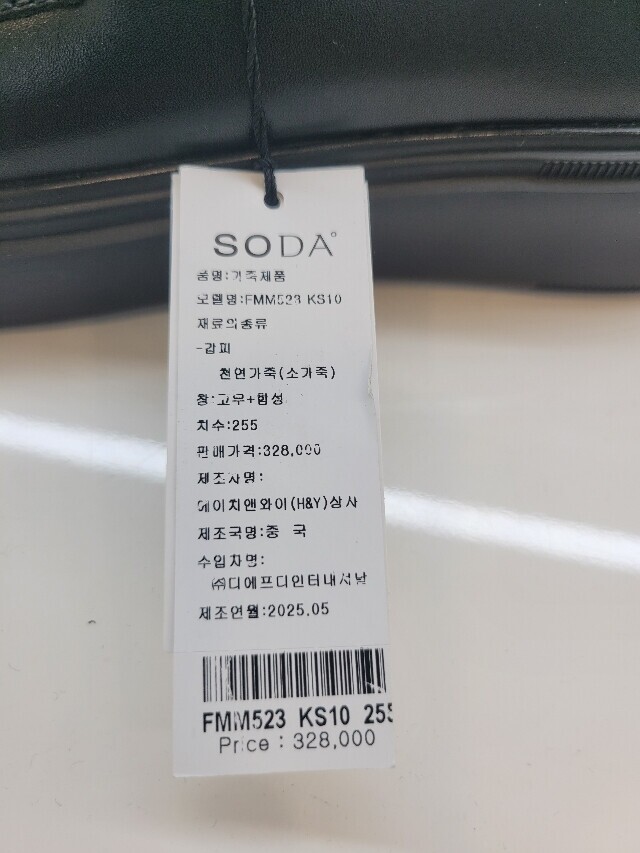 SODA
품명:가죽제품
모델명:FMM523 KS10
재료의종류
-갑피
천연가죽(소가죽)
창:고무+합성
치수:255
판매가격:328,000
제조자명:
에이치앤와이(H&Y)상사
제조국명:중 국
수입자명:
㈜디에프디인터내셔날
제조연월:2025.05
FMM523 KS10 255
Price : 328,000